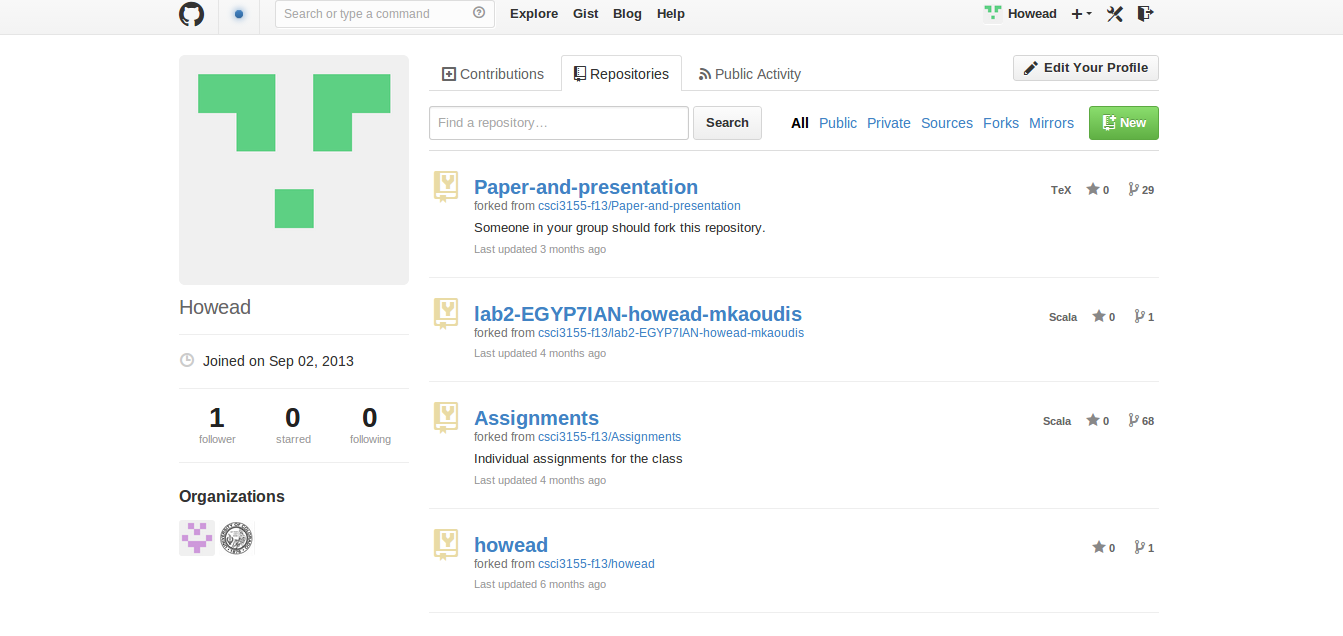 Search or type a command
Explore Gist Blog Help
Howead
Contributions Repositories Public Activity
Edit Your Profile
Find a repository…
Search
All Public Private Sources Forks Mirrors
New
Howead
Joined on Sep 02, 2013
1 0 0
follower starred following
Organizations
Paper-and-presentation
TeX 0 29
forked from csci3155-f13/Paper-and-presentation
Someone in your group should fork this repository.
Last updated 3 months ago
lab2-EGYP7IAN-howead-mkaoudis
Scala 0 1
forked from csci3155-f13/lab2-EGYP7IAN-howead-mkaoudis
Last updated 4 months ago
Assignments
Scala 0 68
forked from csci3155-f13/Assignments
Individual assignments for the class
Last updated 4 months ago
howead
0 1
forked from csci3155-f13/howead
Last updated 6 months ago